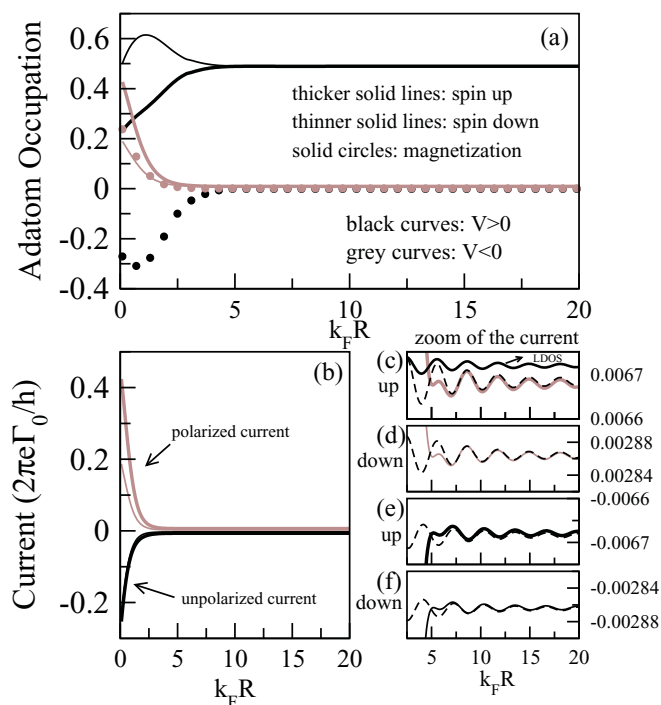 0.6
(a)
0.4
thicker solid lines: spin up
thinner solid lines: spin down
solid circles: magnetization
0.2
0
black curves: V>0
grey curves: V<0
-0.2
-0.4
0 5 10 15 20
Adatom Occupation
k_F R
zoom of the current
(b)
0.4
polarized current
0.2
0
unpolarized current
-0.2
0 5 10 15 20
Current (2πeΓ_0/h)
k_F R
(c)
LDOS
up
0.0067
0.0066
(d)
down
0.00288
0.00284
(e)
up
-0.0066
-0.0067
(f)
down
-0.00284
-0.00288
5 10 15 20
k_F R